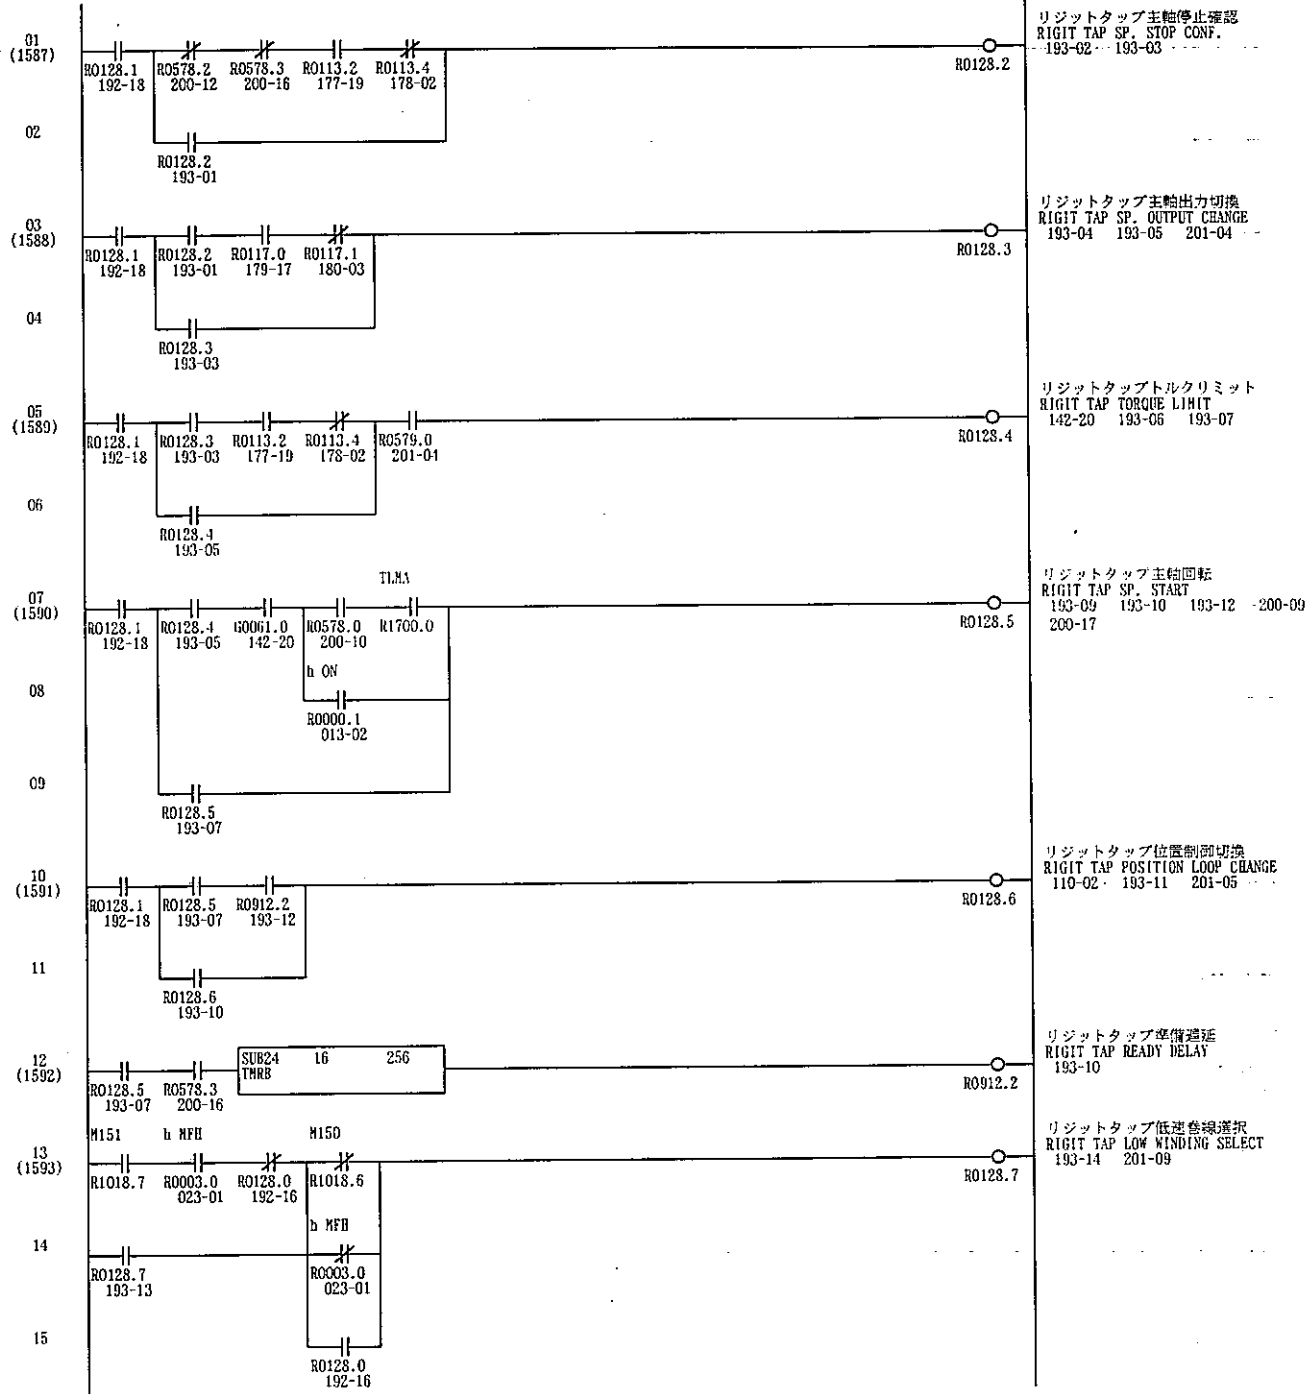 リジットタップ主軸停止確認
01 RIGIT TAP SP. STOP CONF.
(1587) 193-02 193-03
R0128.1 R0578.2 R0578.3 R0113.2 R0113.4 R0128.2
192-18 200-12 200-16 177-19 178-02
02
R0128.2
193-01
リジットタップ主軸出力切換
03 RIGIT TAP SP. OUTPUT CHANGE
(1588) 193-04 193-05 201-04
R0128.1 R0128.2 R0117.0 R0117.1 R0128.3
192-18 193-01 179-17 180-03
04
R0128.3
193-03
リジットタップトルクリミット
05 RIGIT TAP TORQUE LIMIT
(1589) 142-20 193-06 193-07
R0128.1 R0128.3 R0113.2 R0113.4 R0579.0 R0128.4
192-18 193-03 177-19 178-02 201-01
06
R0128.4
193-05
TLMA リジットタップ主軸回転
07 RIGIT TAP SP. START
(1590) 193-09 193-10 193-12 200-09
R0128.1 R0128.4 G0061.0 R0578.0 R1700.0 R0128.5 200-17
192-18 193-05 142-20 200-10
h ON
08
R0000.1
013-02
09
R0128.5
193-07
リジットタップ位置制御切換
10 RIGIT TAP POSITION LOOP CHANGE
(1591) 110-02 193-11 201-05
R0128.1 R0128.5 R0912.2 R0128.6
192-18 193-07 193-12
11
R0128.6
193-10
リジットタップ準備遅延
12 SUB24 16 256 RIGIT TAP READY DELAY
(1592) TMRB 193-10
R0128.5 R0578.3 R0912.2
193-07 200-16
M151 h MFH M150 リジットタップ低速巻線選択
13 RIGIT TAP LOW WINDING SELECT
(1593) 193-14 201-09
R1018.7 R0003.0 R0128.0 R1018.6 R0128.7
023-01 192-16
h MFH
14
R0128.7 R0003.0
193-13 023-01
15
R0128.0
192-16